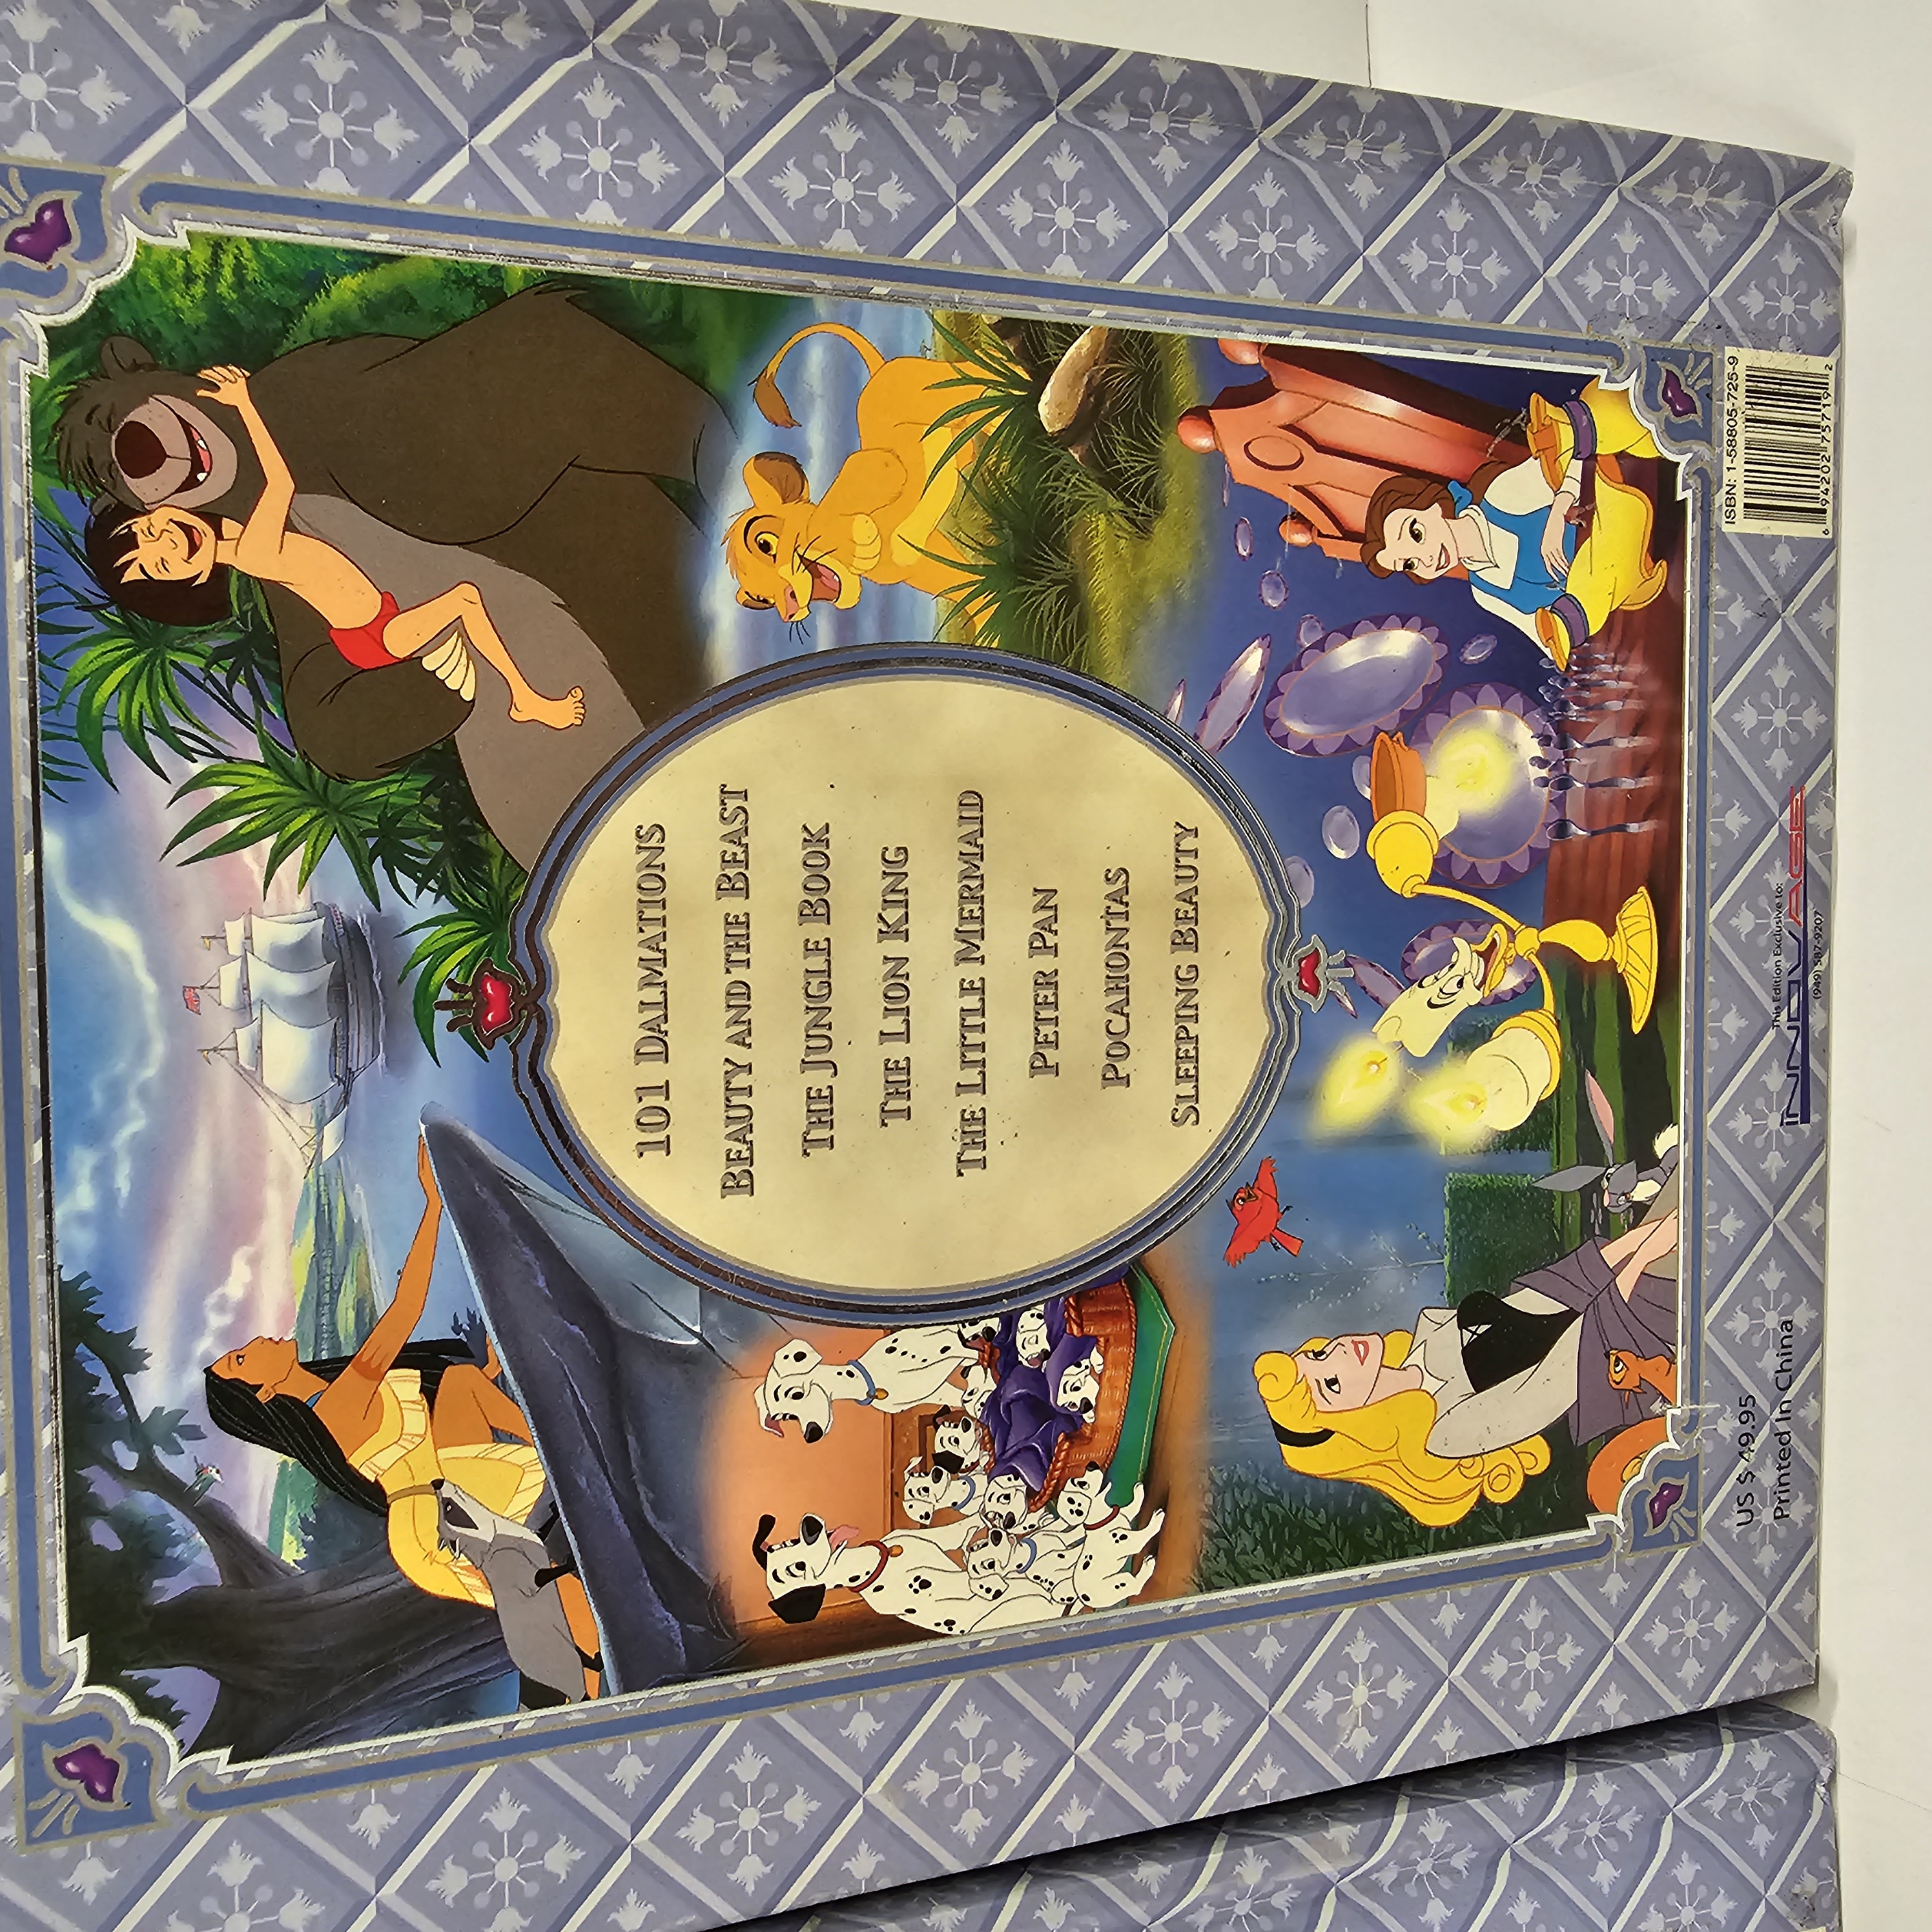 101 DALMATIONS
BEAUTY AND THE BEAST
THE JUNGLE BOOK
THE LION KING
THE LITTLE MERMAID
PETER PAN
POCAHONTAS
SLEEPING BEAUTY
US $ 49.95
Printed In China
This Edition Exclusive to:
INNOVAGE
(949) 587-9207
ISBN: 1-58805-725-9
6 94202 75719 2